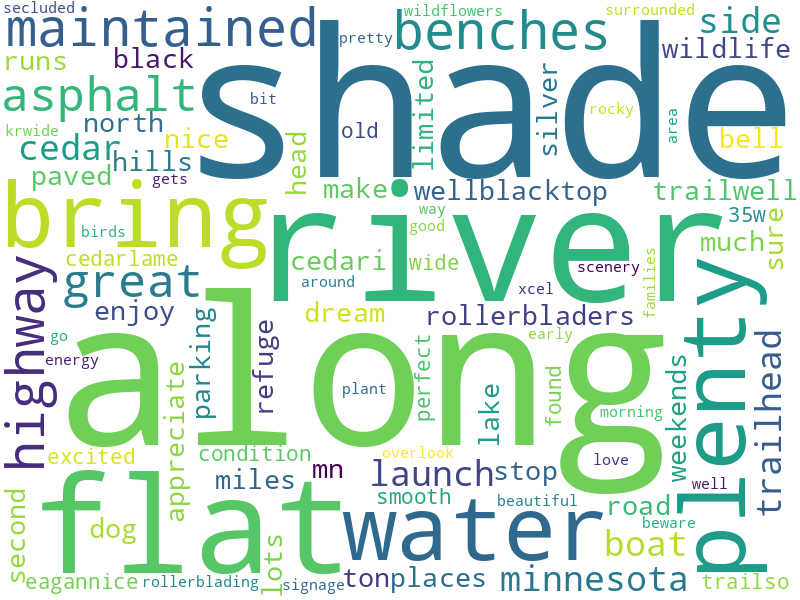 secluded
maintained
pretty
wildflowers
benches
surrounded
side
runs
black
shade
wildlife
asphalt
bit
limited
silver
rocky
krwide
north
nice
old
area
bell
cedar
hills
head
paved
gets
make
wellblacktop
trailwell
bring
river
way
good
35w
sure
birds
much
cedarlame
cedari
wide
scenery
families
great
around
xcel
highway
enjoy
dream
rollerbladers
plenty
go
energy
parking
refuge
along
early
perfect
trailhead
appreciate
plant
lake
found
weekends
morning
excited
condition
overlook
love
flat
miles
mn
launch
stop
well
second
dog
lots
water
smooth
beautiful
road
beware
boat
eagannice
rollerblading
signage
ton
places
minnesota
trailso